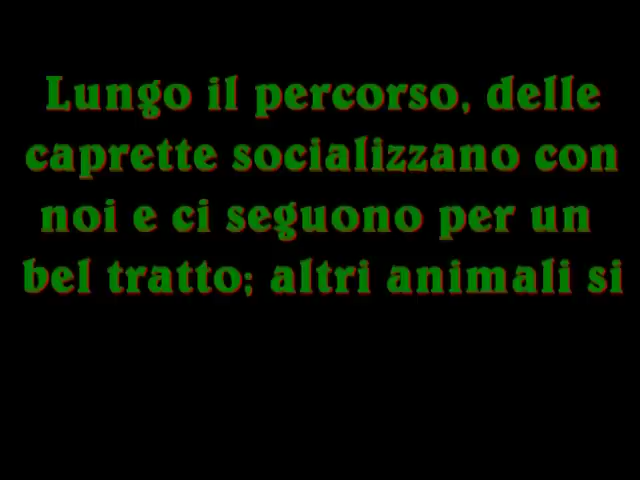 Lungo il percorso, delle
caprette socializzano con
noi e ci seguono per un
bel tratto; altri animali si